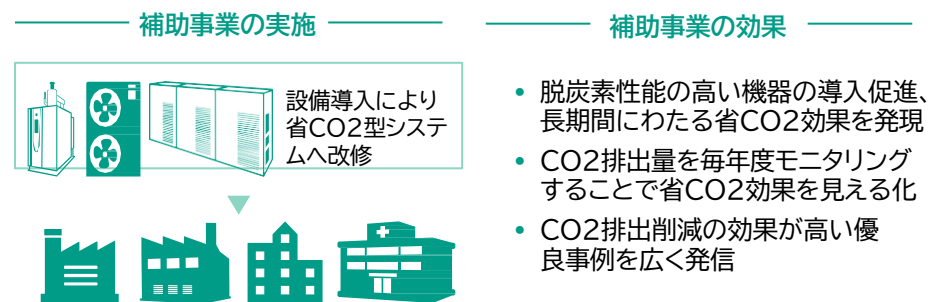 補助事業の実施
設備導入により
省CO2型システ
ムへ改修
補助事業の効果
• 脱炭素性能の高い機器の導入促進、
長期間にわたる省CO2効果を発現
• CO2排出量を毎年度モニタリング
することで省CO2効果を見える化
• CO2排出削減の効果が高い優
良事例を広く発信